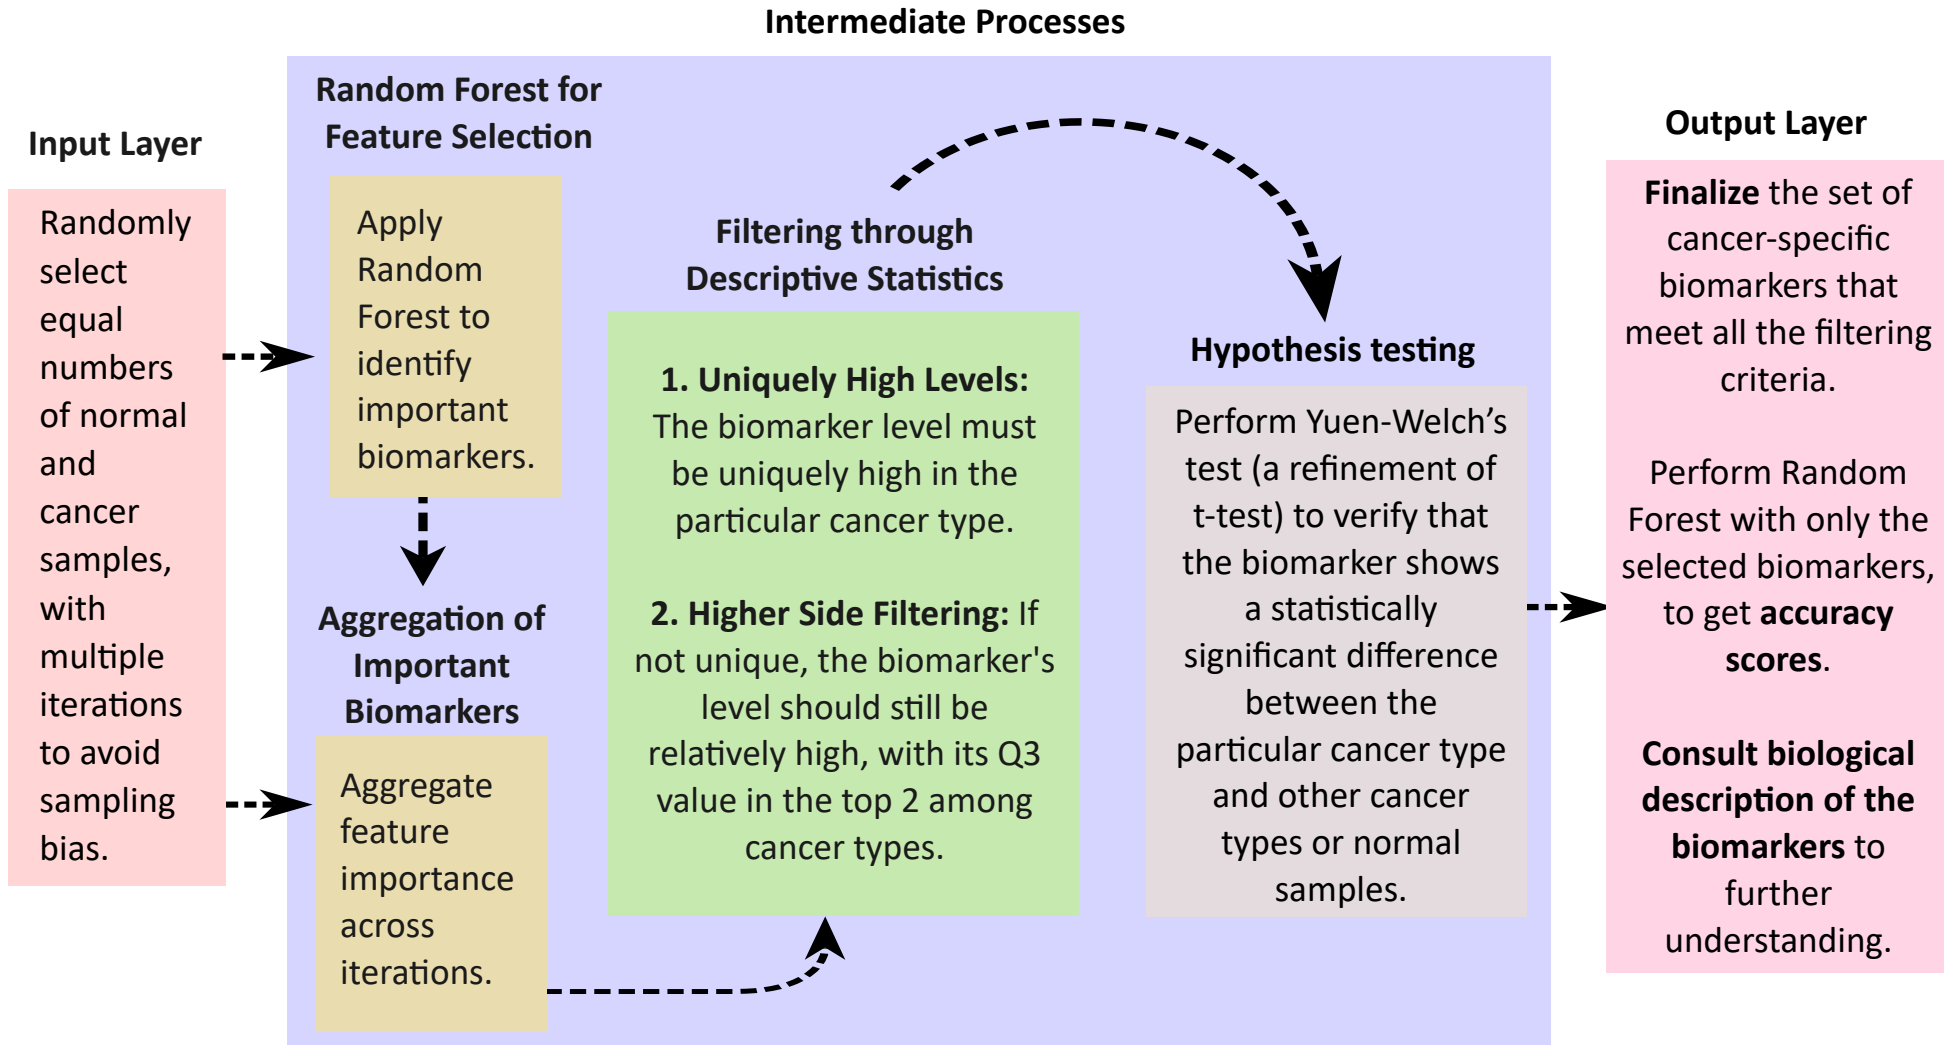 Intermediate Processes
Input Layer
Randomly
select
equal
numbers
of normal
and
cancer
samples,
with
multiple
iterations
to avoid
sampling
bias.
Random Forest for
Feature Selection
Apply
Random
Forest to
identify
important
biomarkers.
Aggregation of
Important
Biomarkers
Aggregate
feature
importance
across
iterations.
Filtering through
Descriptive Statistics
1. Uniquely High Levels:
The biomarker level must
be uniquely high in the
particular cancer type.
2. Higher Side Filtering: If
not unique, the biomarker's
level should still be
relatively high, with its Q3
value in the top 2 among
cancer types.
Hypothesis testing
Perform Yuen-Welch’s
test (a refinement of
t-test) to verify that
the biomarker shows
a statistically
significant difference
between the
particular cancer type
and other cancer
types or normal
samples.
Output Layer
Finalize the set of
cancer-specific
biomarkers that
meet all the filtering
criteria.
Perform Random
Forest with only the
selected biomarkers,
to get accuracy
scores.
Consult biological
description of the
biomarkers to
further
understanding.